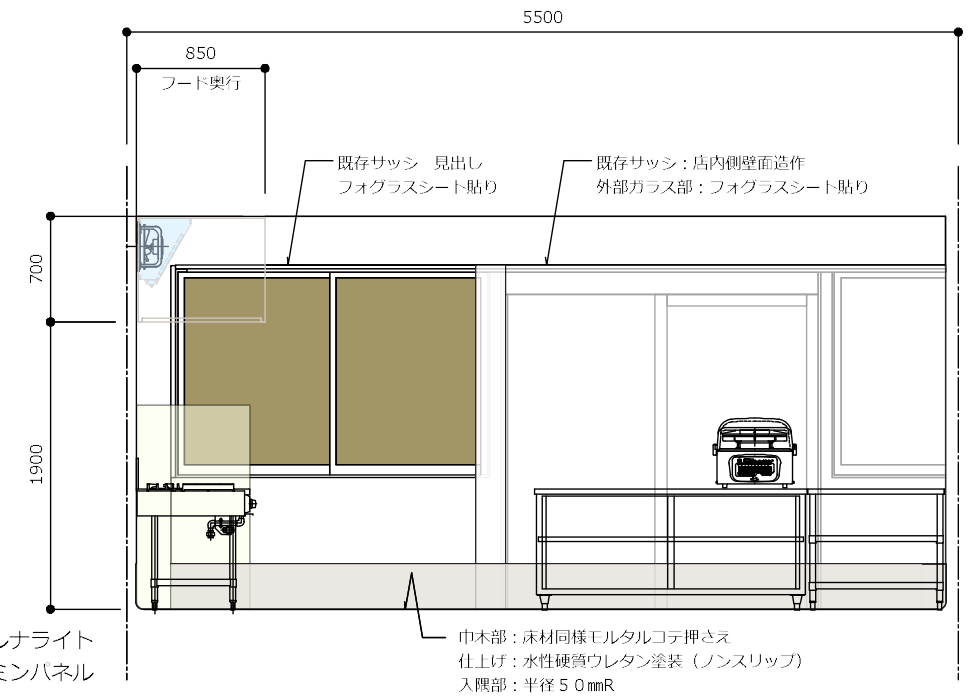 5500
850
フード奥行
既存サッシ　見出し
フォグラスシート貼り
既存サッシ：店内側壁面造作
外部ガラス部：フォグラスシート貼り
700
1900
ルナライト
ミンパネル
巾木部：床材同様モルタルコテ押さえ
仕上げ：水性硬質ウレタン塗装（ノンスリップ）
入隅部：半径５０㎜R